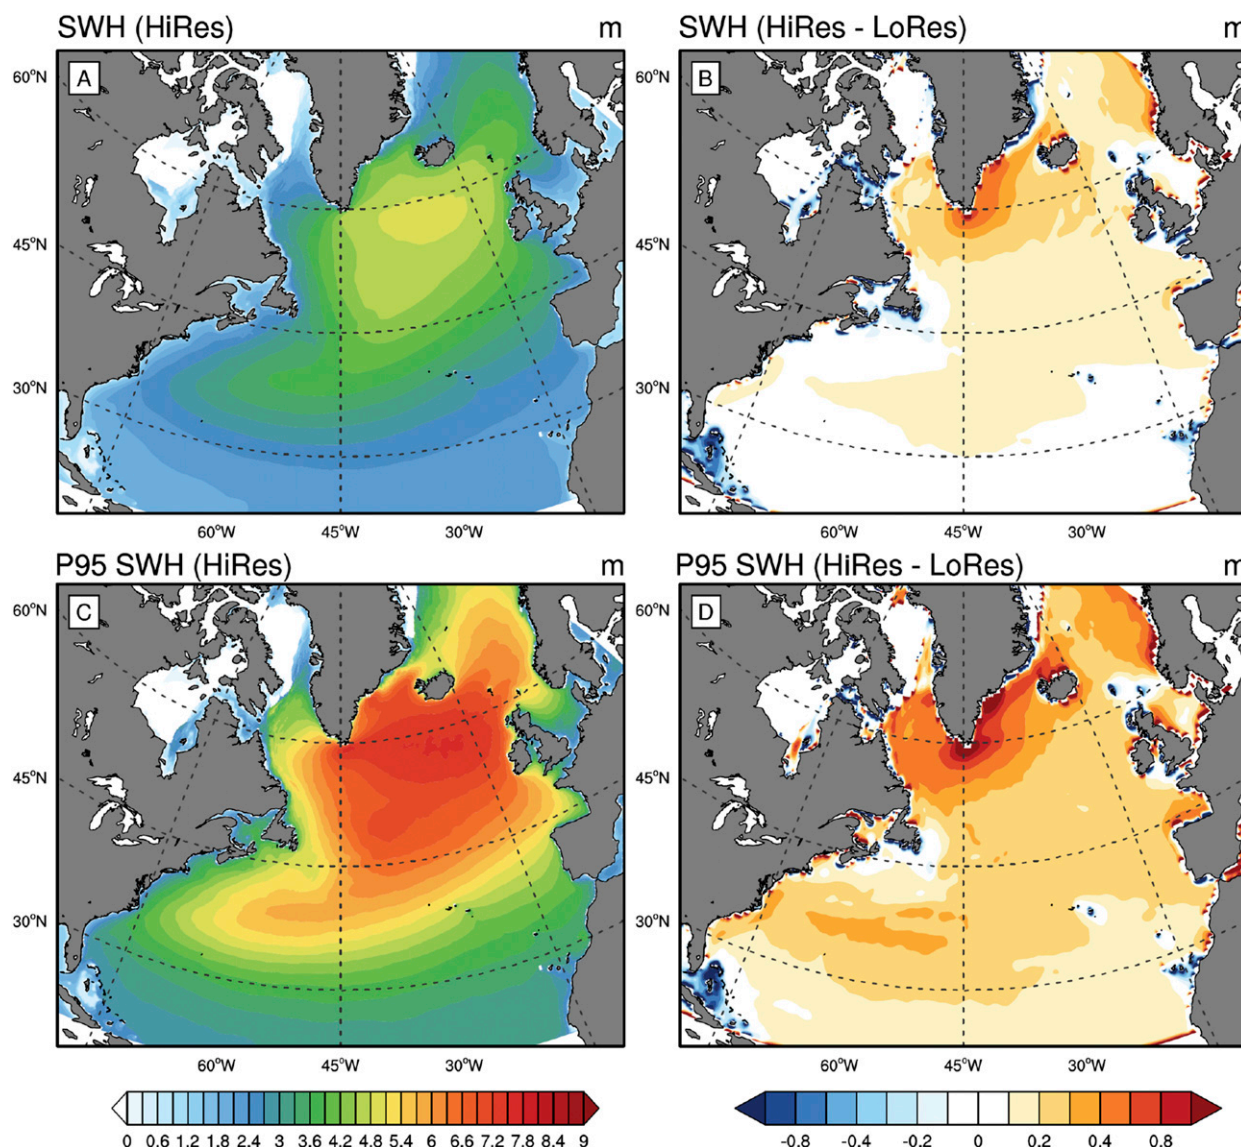 SWH (HiRes) m
SWH (HiRes - LoRes) m
A
B
60°N
45°N
30°N
60°N
45°N
30°N
60°W 45°W 30°W
60°W 45°W 30°W
P95 SWH (HiRes) m
P95 SWH (HiRes - LoRes) m
C
D
60°N
45°N
30°N
60°N
45°N
30°N
60°W 45°W 30°W
60°W 45°W 30°W
0 0.6 1.2 1.8 2.4 3 3.6 4.2 4.8 5.4 6 6.6 7.2 7.8 8.4 9
-0.8 -0.4 -0.2 0 0.2 0.4 0.8